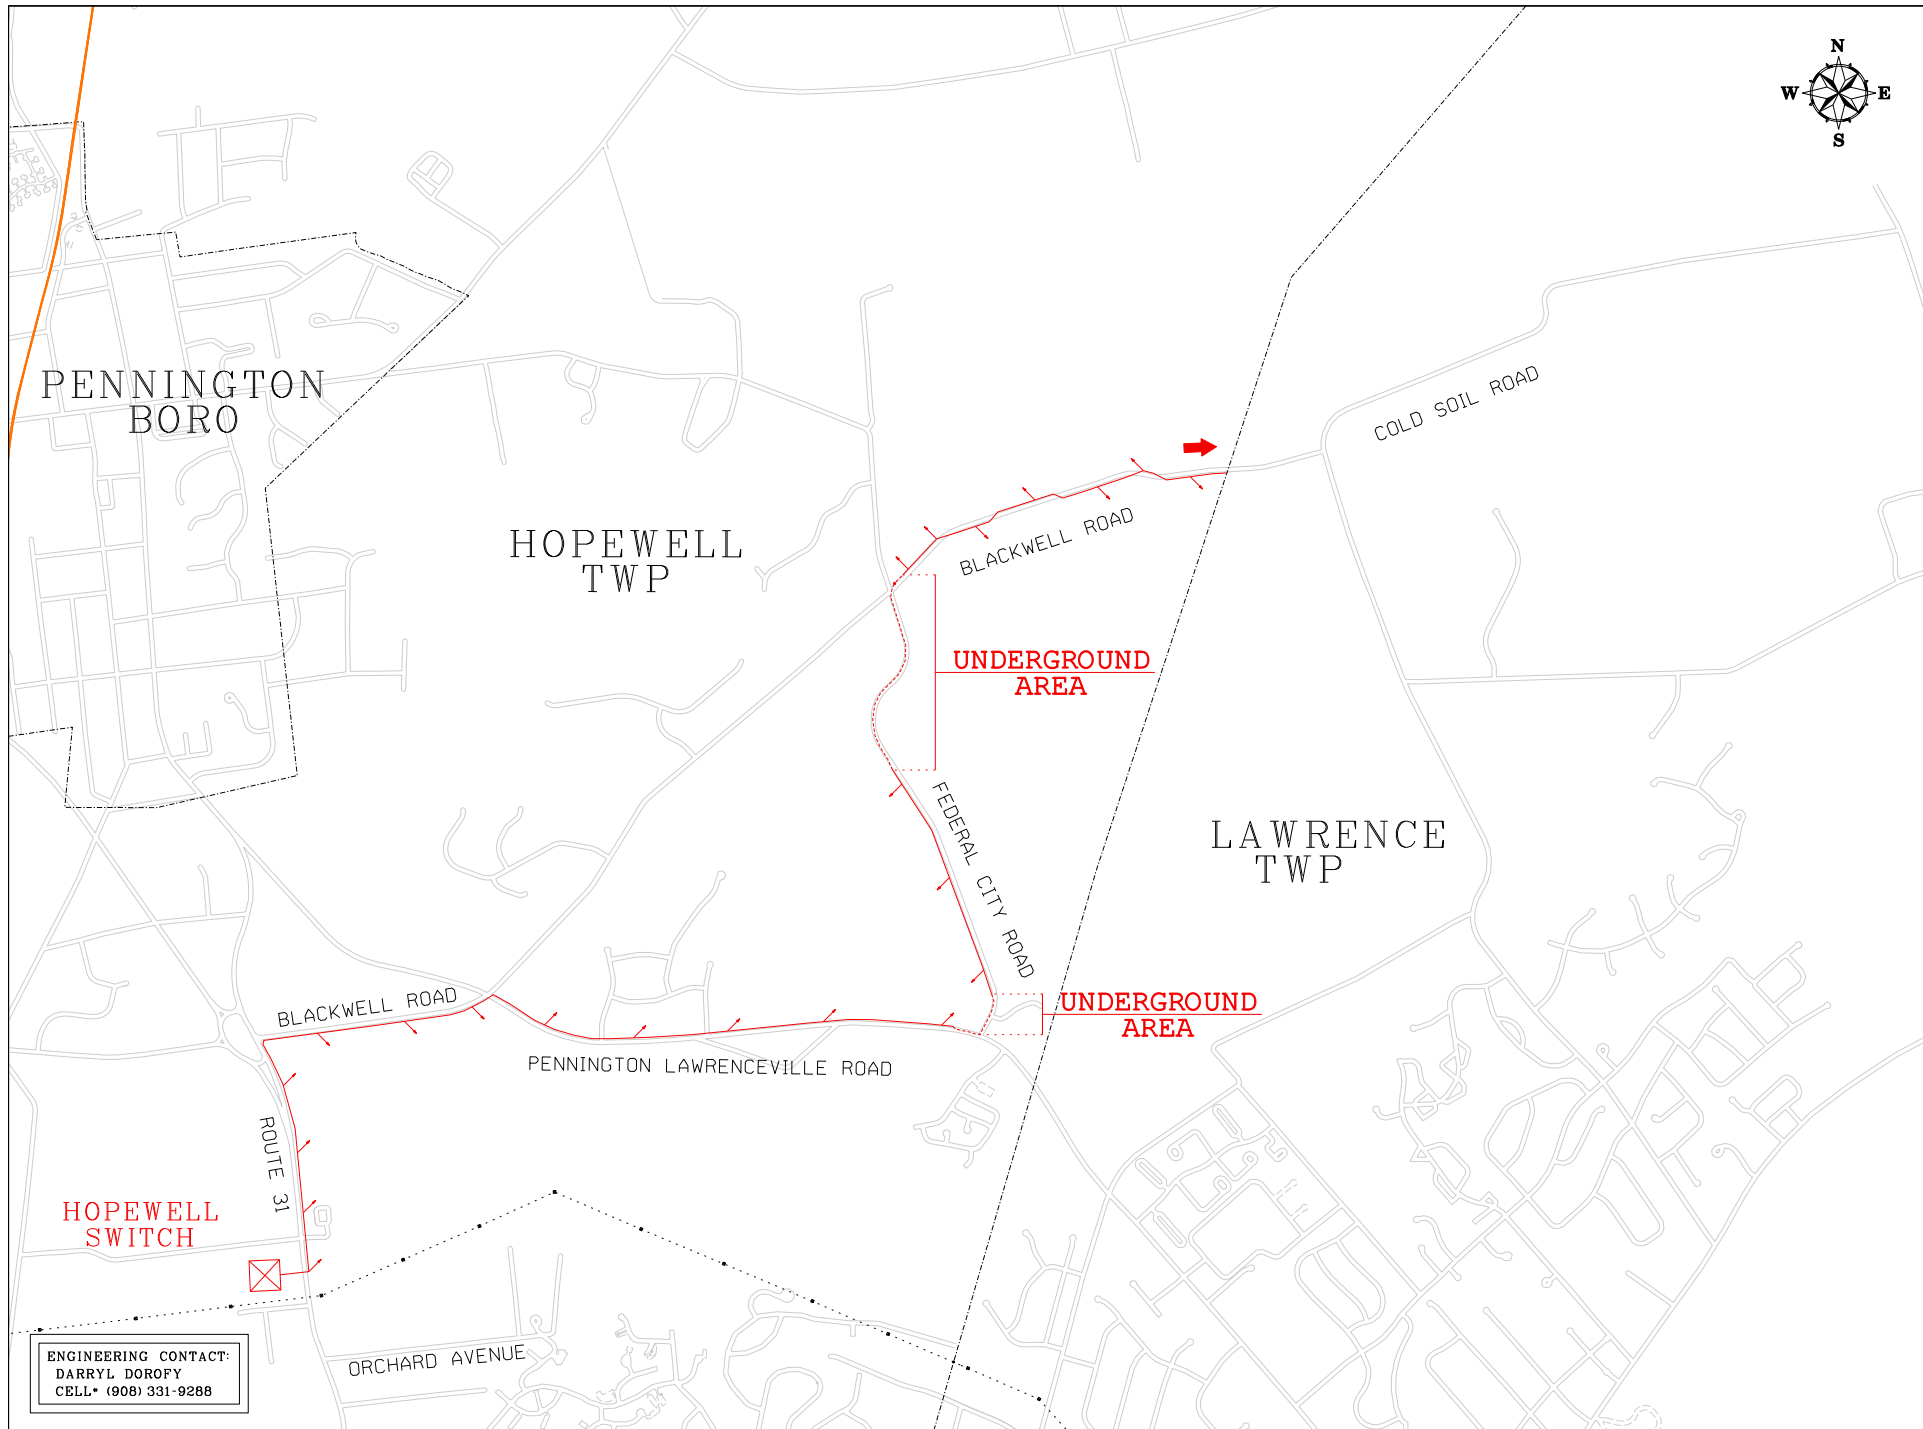 N
W E
S
PENNINGTON
BORO
COLD SOIL ROAD
HOPEWELL
TWP
BLACKWELL ROAD
UNDERGROUND
AREA
FEDERAL CITY ROAD
LAWRENCE
TWP
BLACKWELL ROAD
UNDERGROUND
AREA
PENNINGTON LAWRENCEVILLE ROAD
ROUTE 31
HOPEWELL
SWITCH
ORCHARD AVENUE
ENGINEERING CONTACT:
DARRYL DOROFY
CELL* (908) 331-9288